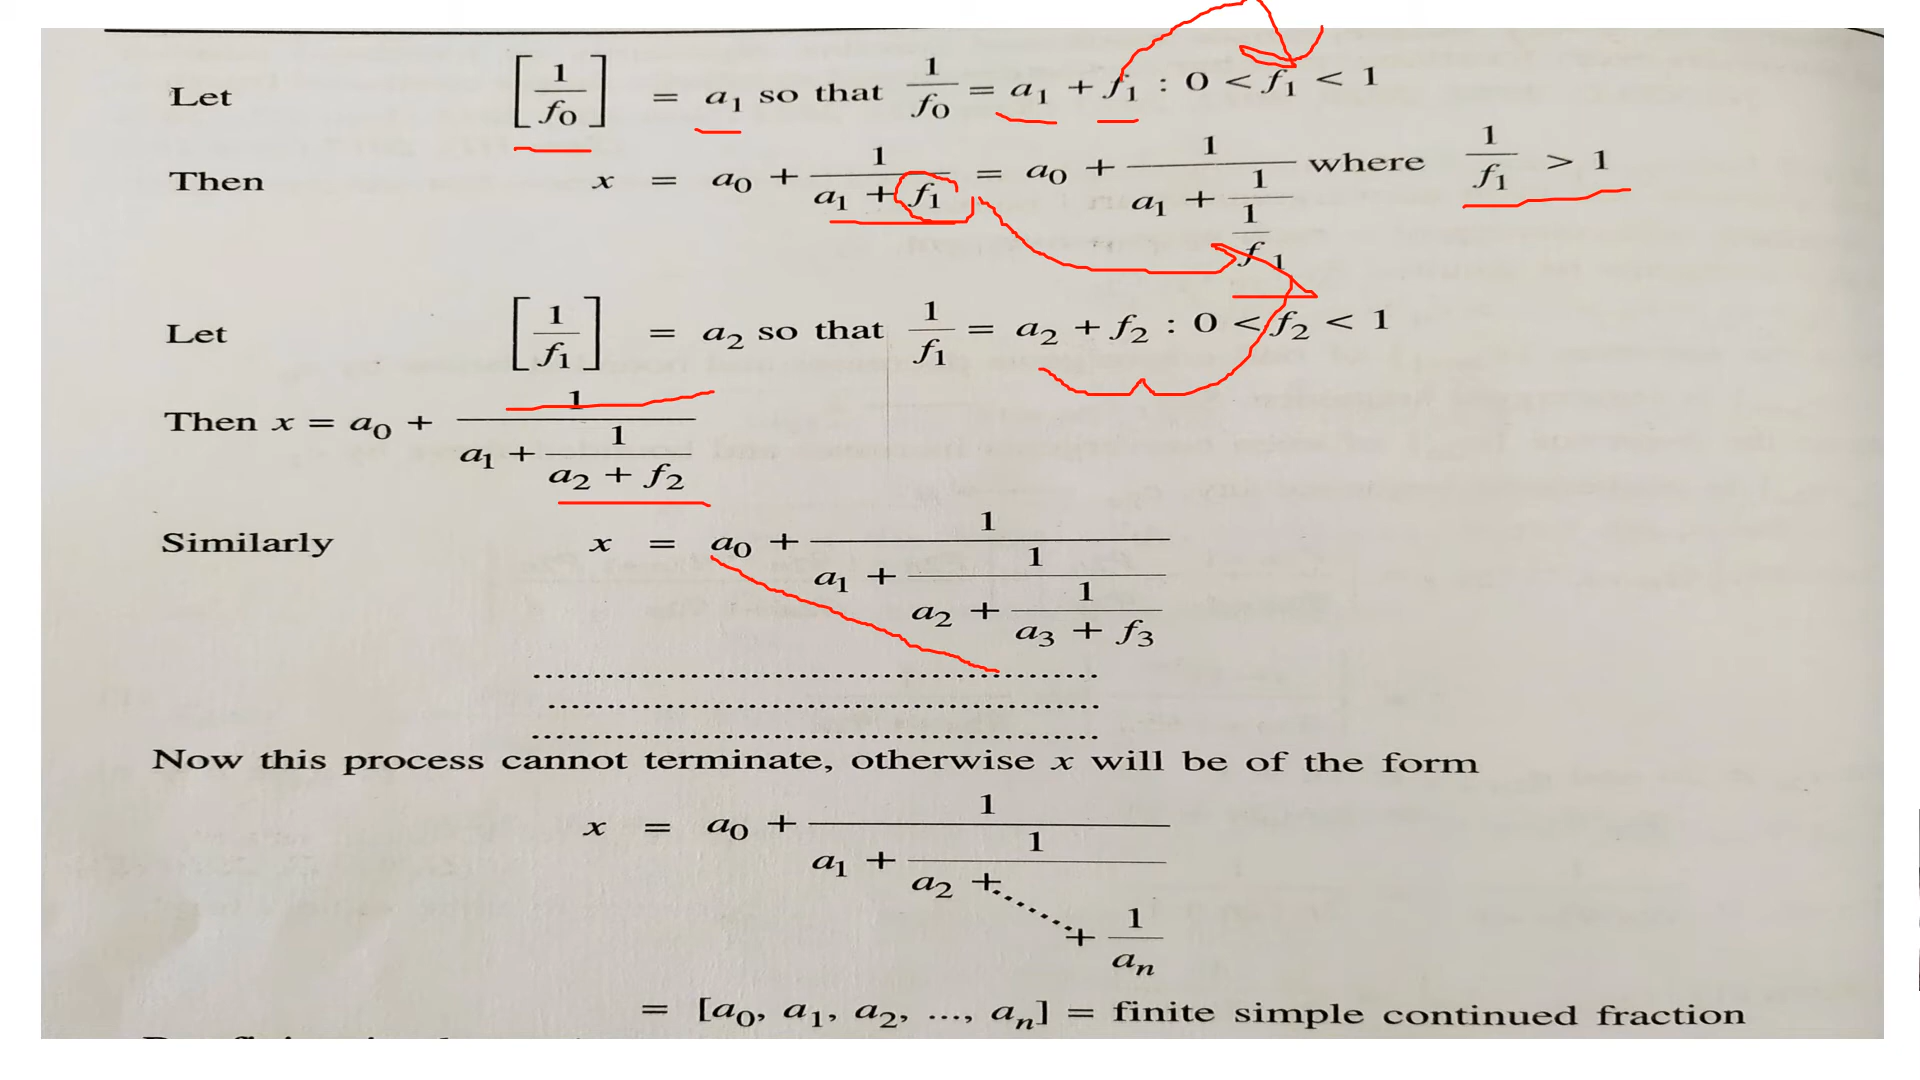 Let [1/f₀] = a₁ so that 1/f₀ = a₁ + f₁ : 0 < f₁ < 1
Then x = a₀ + 1/(a₁ + f₁) = a₀ + 1/(a₁ + 1/(1/f₁)) where 1/f₁ > 1
Let [1/f₁] = a₂ so that 1/f₁ = a₂ + f₂ : 0 < f₂ < 1
Then x = a₀ + 1/(a₁ + 1/(a₂ + f₂))
Similarly x = a₀ + 1/(a₁ + 1/(a₂ + 1/(a₃ + f₃)))
Now this process cannot terminate, otherwise x will be of the form
x = a₀ + 1/(a₁ + 1/(a₂ + ..... + 1/aₙ))
= [a₀, a₁, a₂, ..., aₙ] = finite simple continued fraction